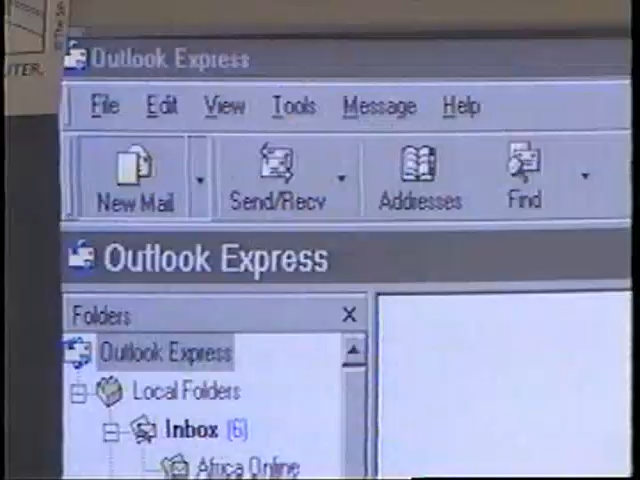 UTER.
Outlook Express
File Edit View Tools Message Help
New Mail Send/Recv Addresses Find
Outlook Express
Folders X
Outlook Express
Local Folders
Inbox (6)
Africa Online